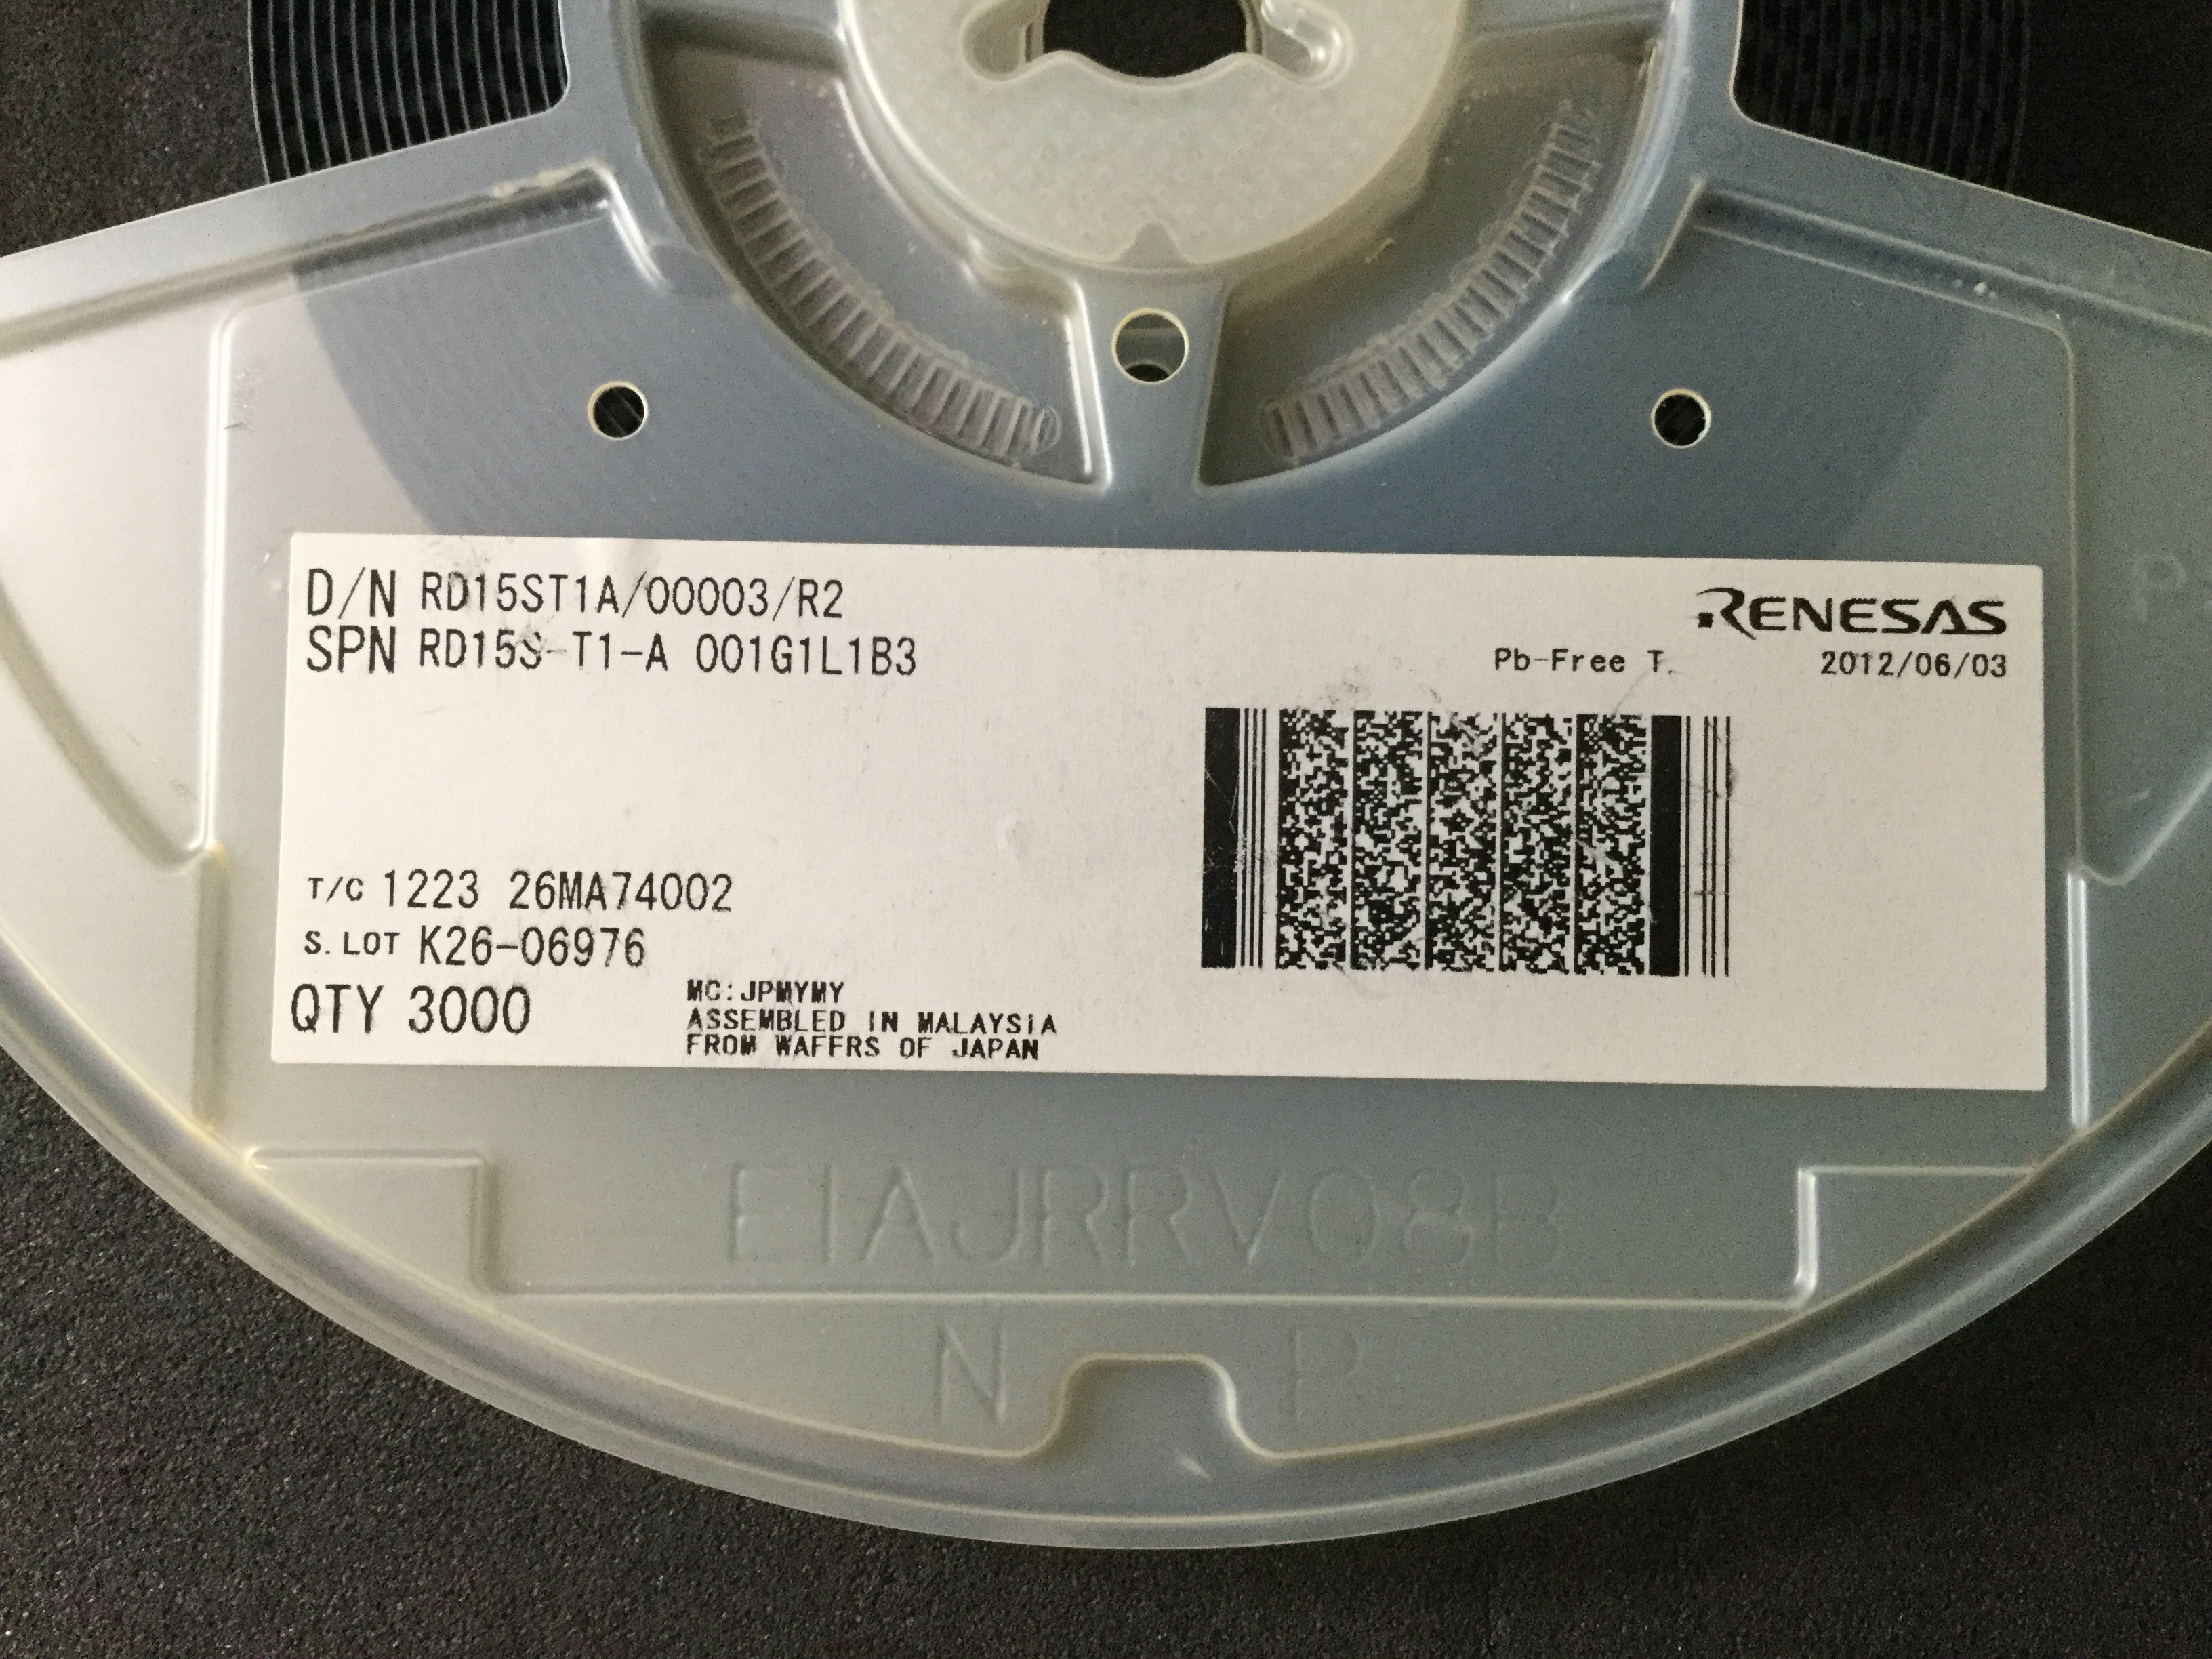 D/N RD15ST1A/00003/R2
SPN RD15S-T1-A 001G1L1B3
RENESAS
Pb-Free T.
2012/06/03
T/C 1223 26MA74002
S.LOT K26-06976
QTY 3000
MC:JPMYMY
ASSEMBLED IN MALAYSIA
FROM WAFFRS OF JAPAN
EIAJRRV08B
N P